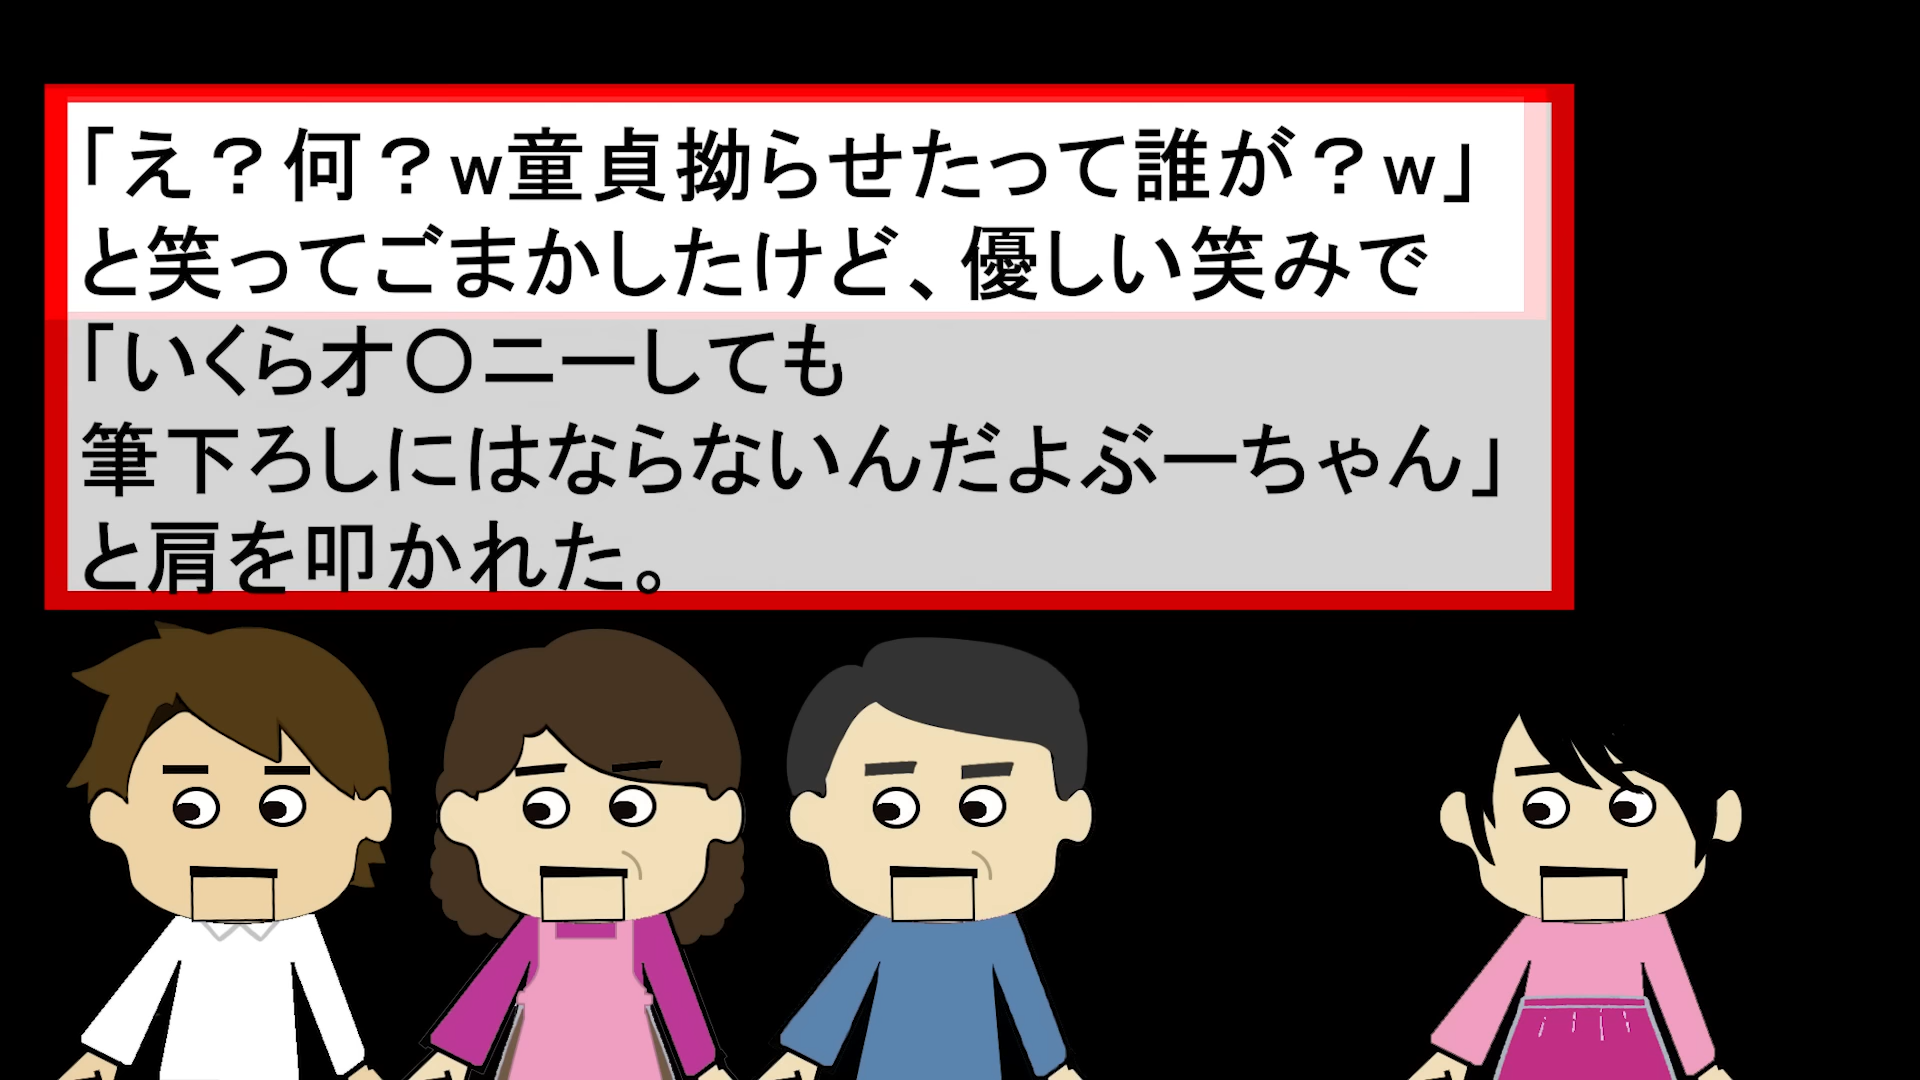 「え？何？w童貞拗らせたって誰が？w」
と笑ってごまかしたけど、優しい笑みで
「いくらオ〇ニーしても
筆下ろしにはならないんだよぶーちゃん」
と肩を叩かれた。